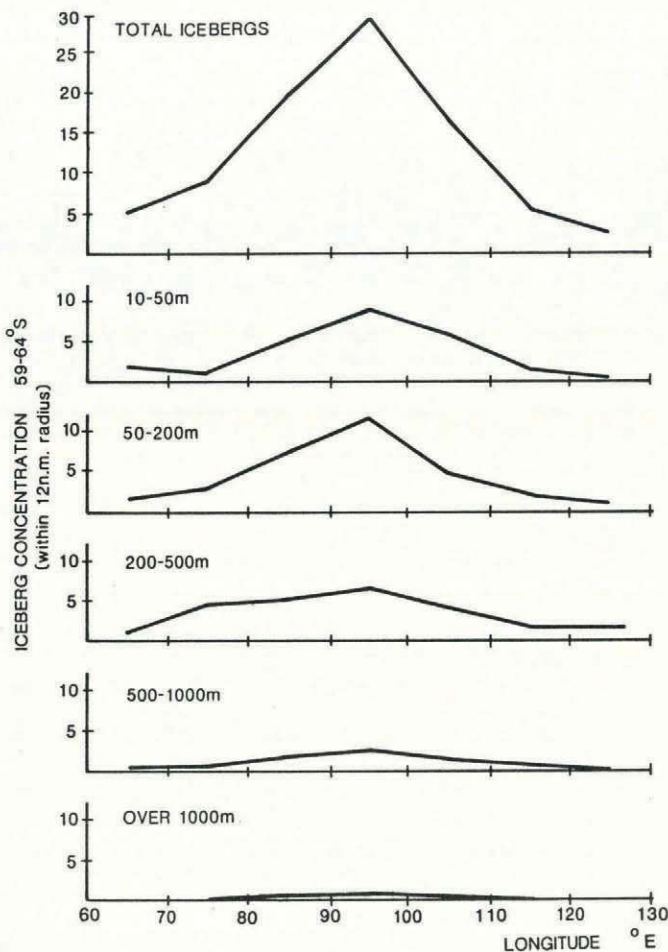 TOTAL ICEBERGS
30
25
20
15
10
5
10-50m
10
5
50-200m
10
5
200-500m
10
5
500-1000m
10
5
OVER 1000m
10
5
60 70 80 90 100 110 120 130
LONGITUDE °E
ICEBERG CONCENTRATION 59-64°S
(within 12n.m. radius)